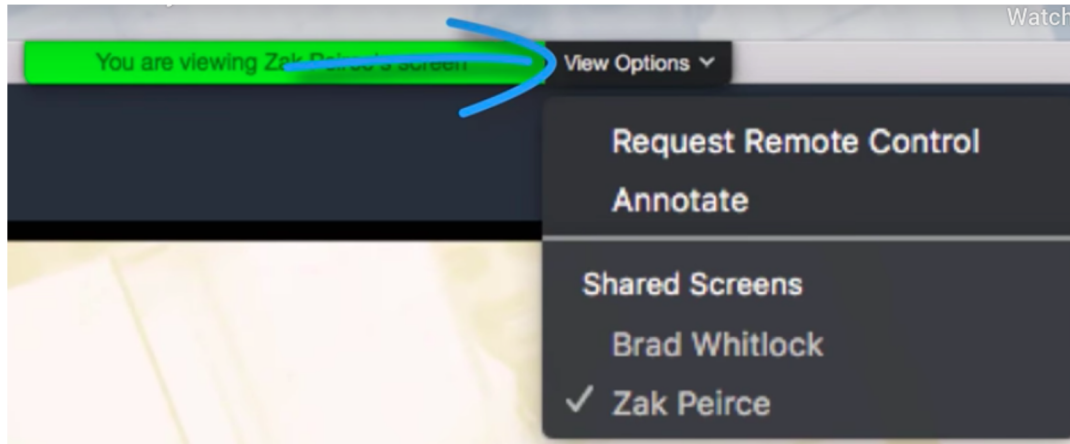 Watch
You are viewing Zak Peirce's screen
View Options
Request Remote Control
Annotate
Shared Screens
Brad Whitlock
Zak Peirce